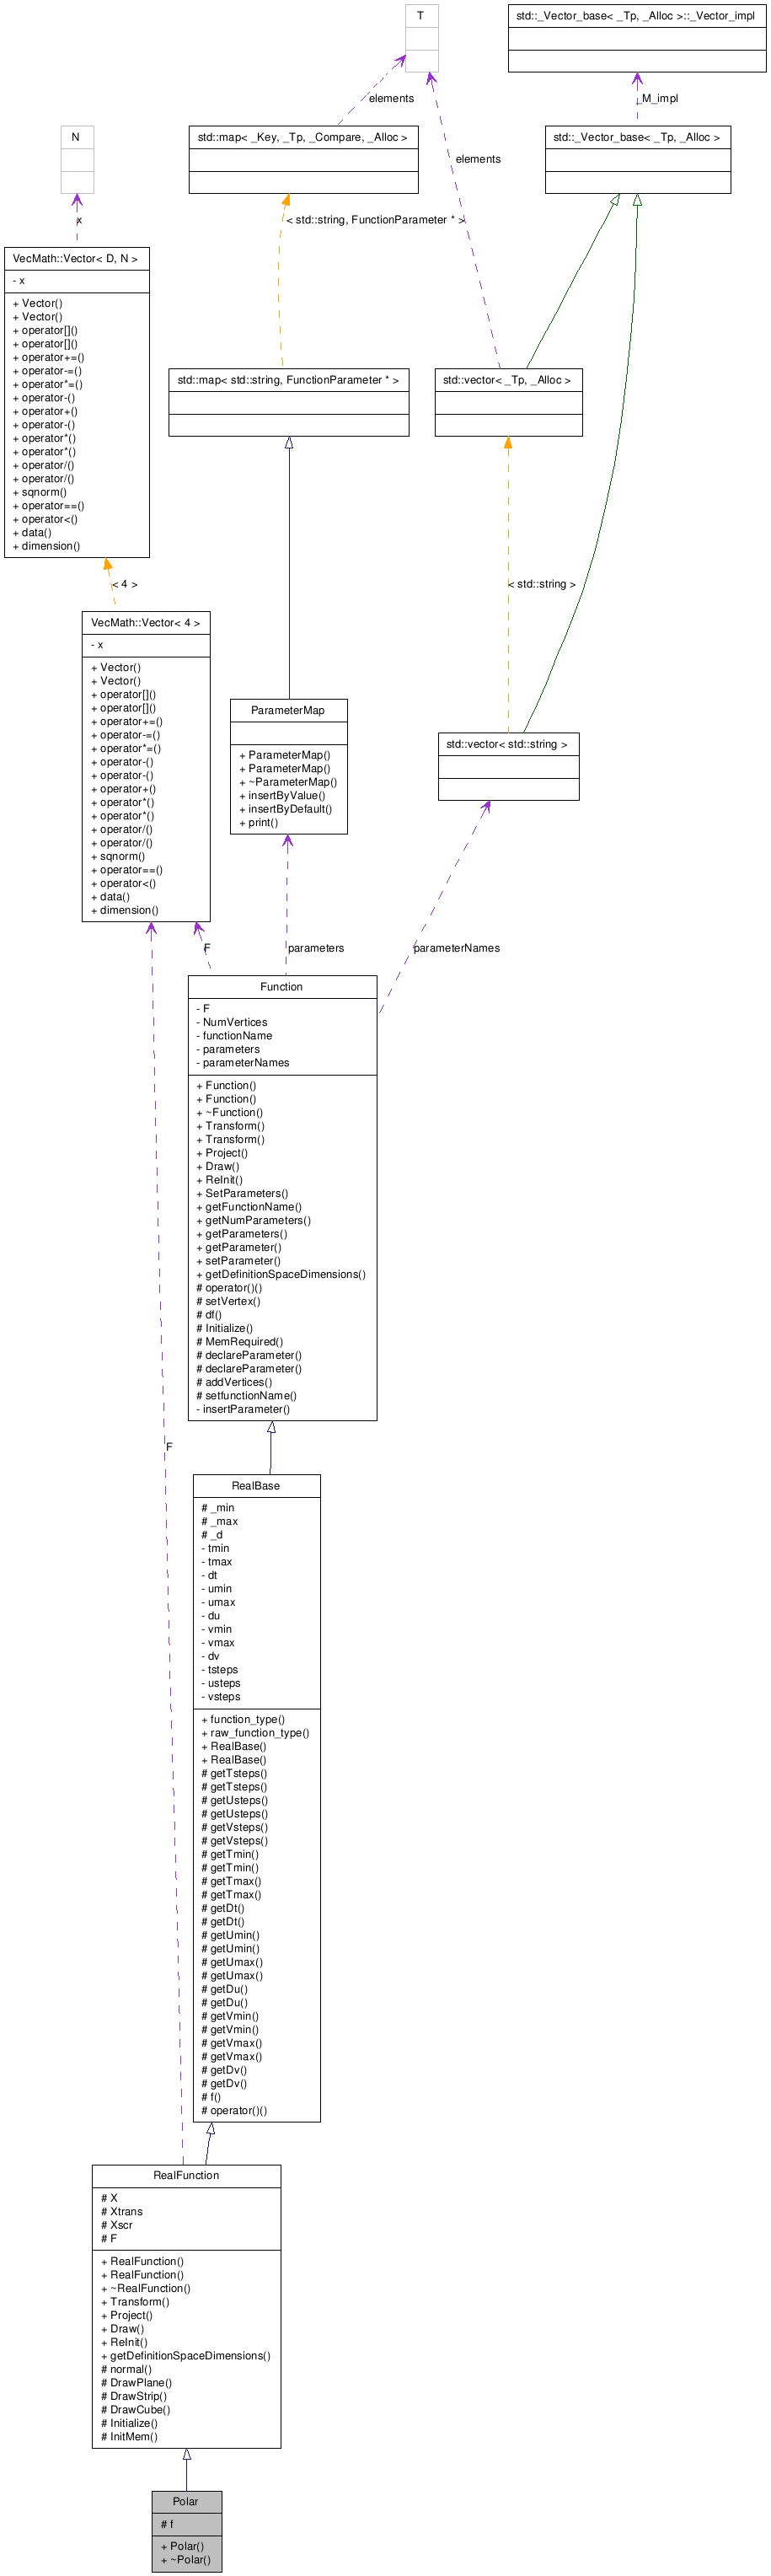 T
std::_Vector_base< _Tp, _Alloc >::_Vector_impl
elements
_M_impl
N
std::map< _Key, _Tp, _Compare, _Alloc >
std::_Vector_base< _Tp, _Alloc >
elements
x
< std::string, FunctionParameter * >
VecMath::Vector< D, N >
- x
+ Vector()
+ Vector()
+ operator[]()
+ operator[]()
+ operator+=()
+ operator-=()
+ operator*=()
+ operator-()
+ operator+()
+ operator-()
+ operator*()
+ operator*()
+ operator/()
+ operator/()
+ sqnorm()
+ operator==()
+ operator<()
+ data()
+ dimension()
std::map< std::string, FunctionParameter * >
std::vector< _Tp, _Alloc >
< 4 >
< std::string >
VecMath::Vector< 4 >
- x
+ Vector()
+ Vector()
+ operator[]()
+ operator[]()
+ operator+=()
+ operator-=()
+ operator*=()
+ operator-()
+ operator-()
+ operator+()
+ operator*()
+ operator*()
+ operator/()
+ operator/()
+ sqnorm()
+ operator==()
+ operator<()
+ data()
+ dimension()
ParameterMap
+ ParameterMap()
+ ParameterMap()
+ ~ParameterMap()
+ insertByValue()
+ insertByDefault()
+ print()
std::vector< std::string >
F
parameters
parameterNames
Function
- F
- NumVertices
- functionName
- parameters
- parameterNames
+ Function()
+ Function()
+ ~Function()
+ Transform()
+ Transform()
+ Project()
+ Draw()
+ ReInit()
+ SetParameters()
+ getFunctionName()
+ getNumParameters()
+ getParameters()
+ getParameter()
+ setParameter()
+ getDefinitionSpaceDimensions()
# operator()()
# setVertex()
# df()
# Initialize()
# MemRequired()
# declareParameter()
# declareParameter()
# addVertices()
# setfunctionName()
- insertParameter()
F
RealBase
# _min
# _max
# _d
- tmin
- tmax
- dt
- umin
- umax
- du
- vmin
- vmax
- dv
- tsteps
- usteps
- vsteps
+ function_type()
+ raw_function_type()
+ RealBase()
+ RealBase()
# getTsteps()
# getTsteps()
# getUsteps()
# getUsteps()
# getVsteps()
# getVsteps()
# getTmin()
# getTmin()
# getTmax()
# getTmax()
# getDt()
# getDt()
# getUmin()
# getUmin()
# getUmax()
# getUmax()
# getDu()
# getDu()
# getVmin()
# getVmin()
# getVmax()
# getVmax()
# getDv()
# getDv()
# f()
# operator()()
RealFunction
# X
# Xtrans
# Xscr
# F
+ RealFunction()
+ RealFunction()
+ ~RealFunction()
+ Transform()
+ Project()
+ Draw()
+ ReInit()
+ getDefinitionSpaceDimensions()
# normal()
# DrawPlane()
# DrawStrip()
# DrawCube()
# Initialize()
# InitMem()
Polar
# f
+ Polar()
+ ~Polar()